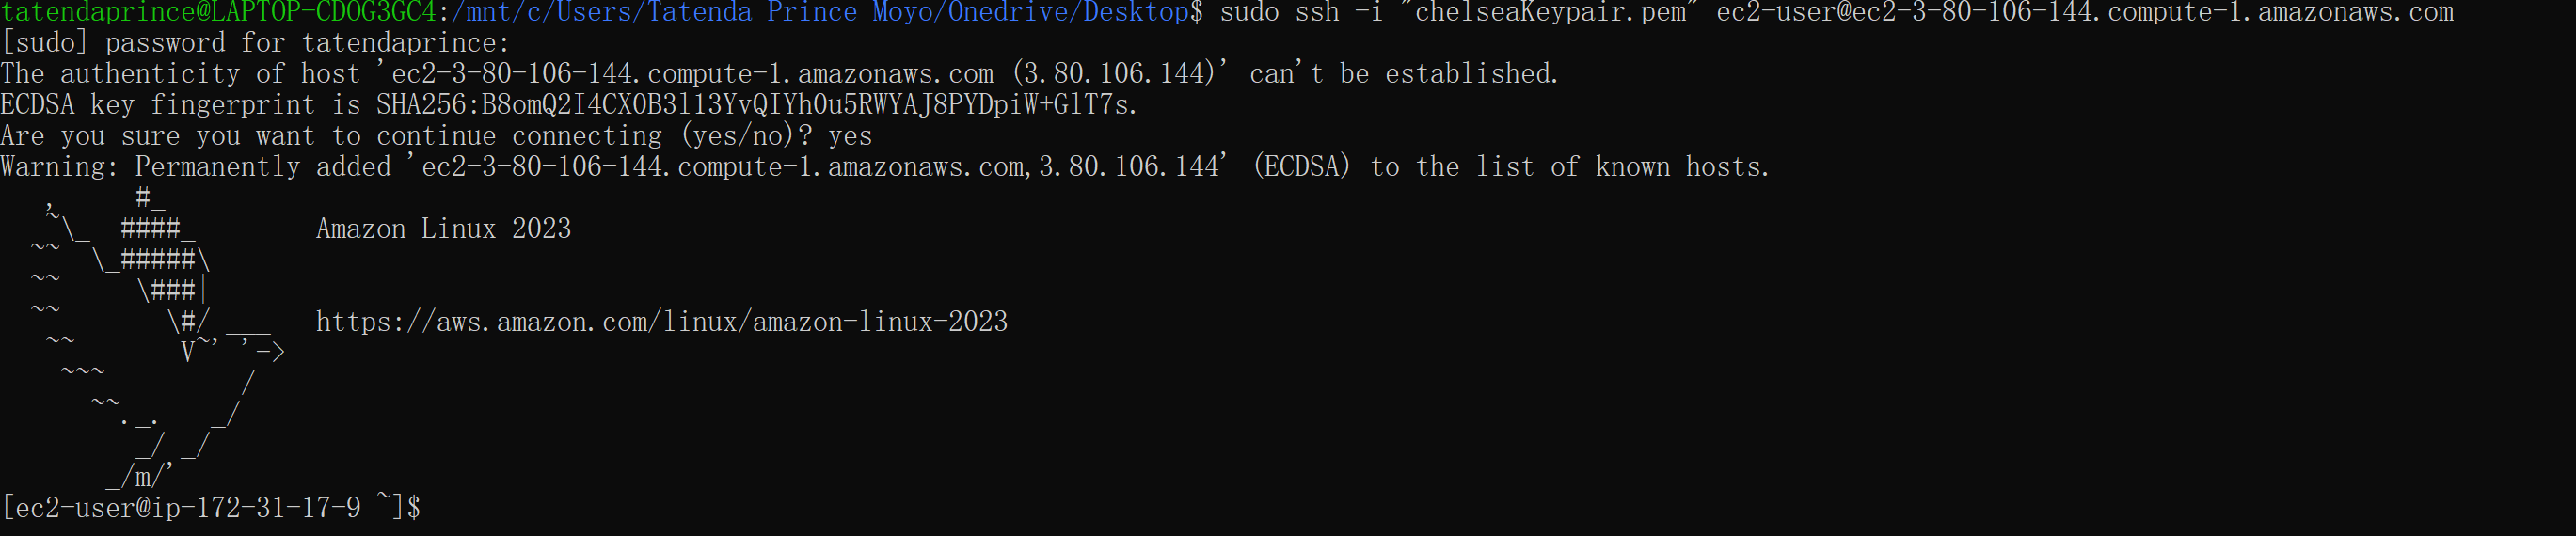 tatendaprince@LAPTOP-CDOG3GC4:/mnt/c/Users/Tatenda Prince Moyo/Onedrive/Desktop$ sudo ssh -i "chelseaKeypair.pem" ec2-user@ec2-3-80-106-144.compute-1.amazonaws.com
[sudo] password for tatendaprince:
The authenticity of host 'ec2-3-80-106-144.compute-1.amazonaws.com (3.80.106.144)' can't be established.
ECDSA key fingerprint is SHA256:B8omQ2I4CX0B3l13YvQIYh0u5RWYAJ8PYDpiW+GlT7s.
Are you sure you want to continue connecting (yes/no)? yes
Warning: Permanently added 'ec2-3-80-106-144.compute-1.amazonaws.com,3.80.106.144' (ECDSA) to the list of known hosts.
   ,     #_
   ~\_  ####_        Amazon Linux 2023
  ~~  \_#####\
  ~~     \###|
  ~~       \#/ ___   https://aws.amazon.com/linux/amazon-linux-2023
   ~~       V~' '->
    ~~~         /
      ~~._.   _/
         _/ _/
       _/m/'
[ec2-user@ip-172-31-17-9 ~]$